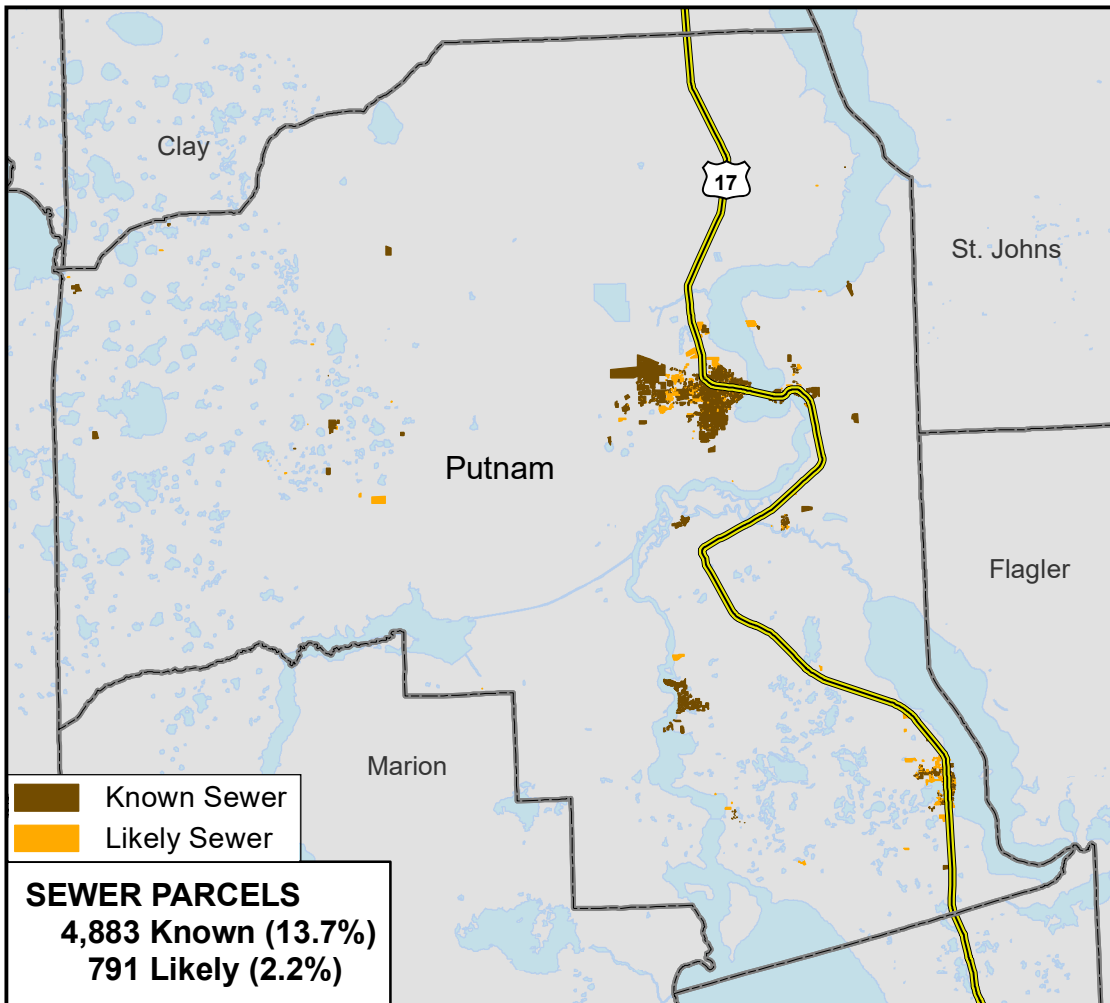 Clay
17
St. Johns
Putnam
Flagler
Marion
Known Sewer
Likely Sewer
SEWER PARCELS
4,883 Known (13.7%)
791 Likely (2.2%)